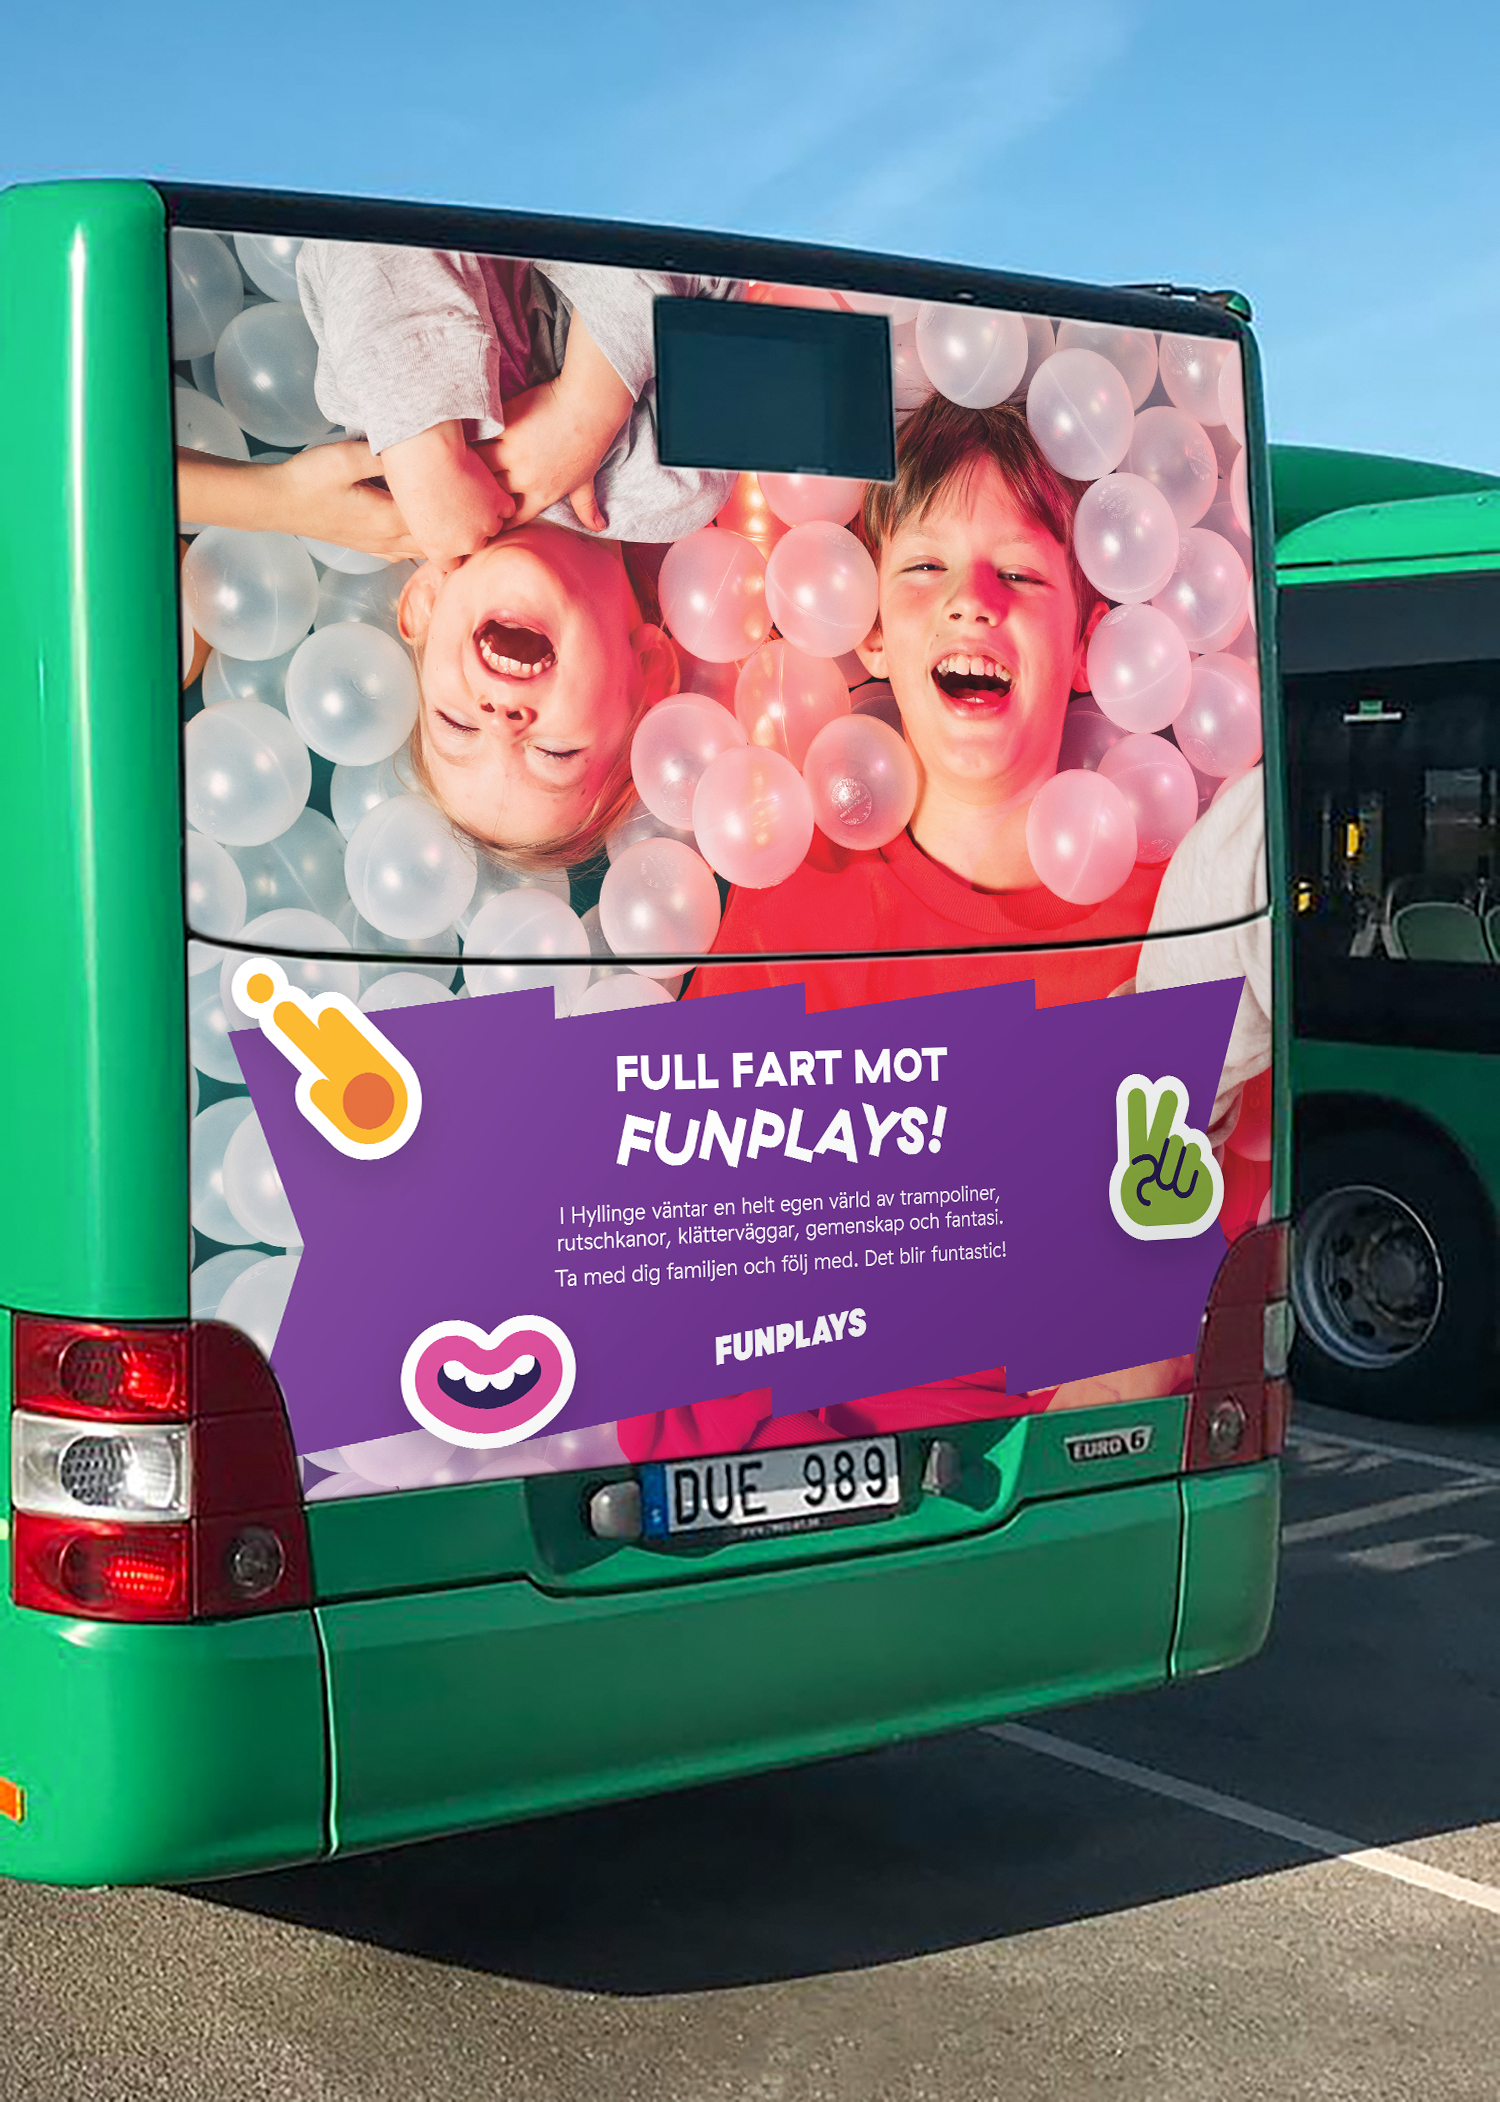 FULL FART MOT
FUNPLAYS!
I Hyllinge väntar en helt egen värld av trampoliner,
rutschkanor, klätterväggar, gemenskap och fantasi.
Ta med dig familjen och följ med. Det blir funtastic!
FUNPLAYS
EURO 6
DUE 989